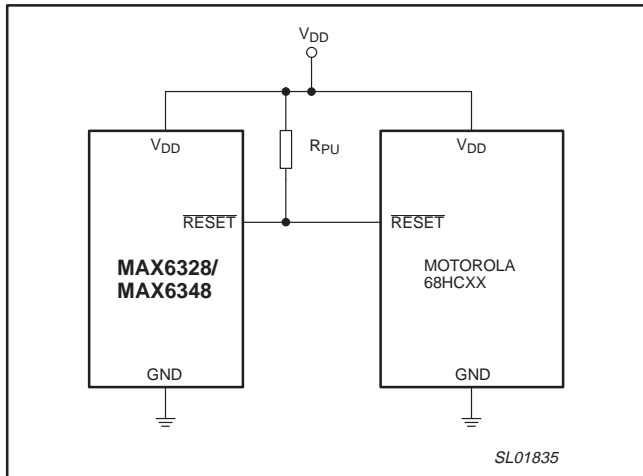 VDD
VDD
RPU
VDD
RESET
RESET
MAX6328/
MAX6348
MOTOROLA
68HCXX
GND
GND
SL01835